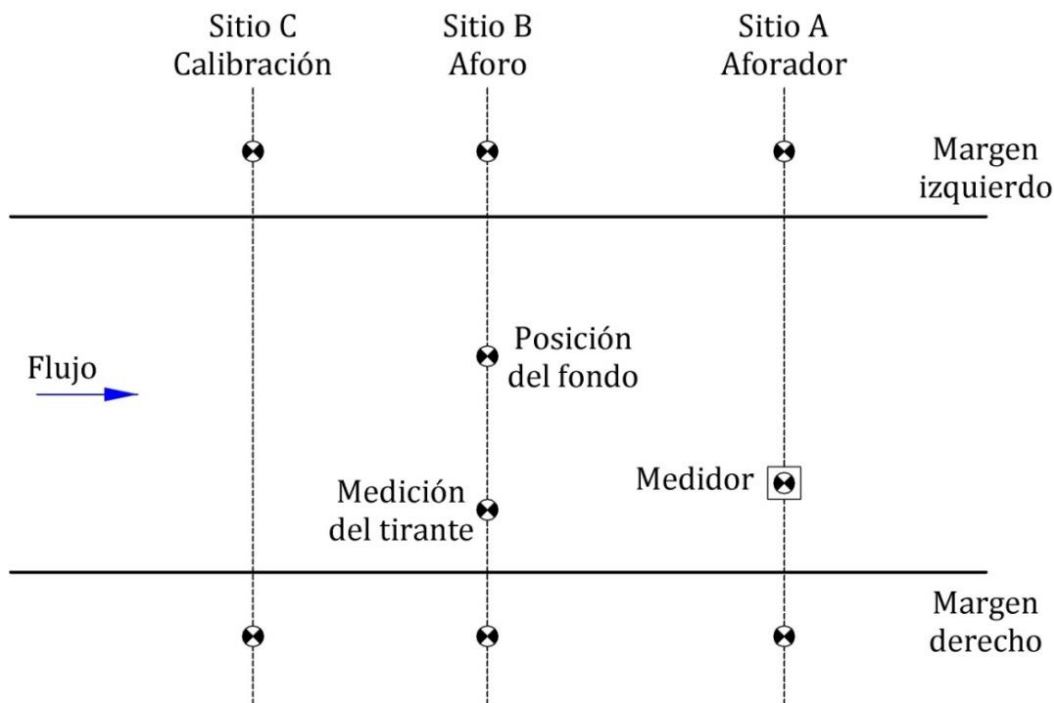 Sitio C
Calibración
Sitio B
Aforo
Sitio A
Aforador
Margen
izquierdo
Posición
del fondo
Flujo
Medición
del tirante
Medidor
Margen
derecho